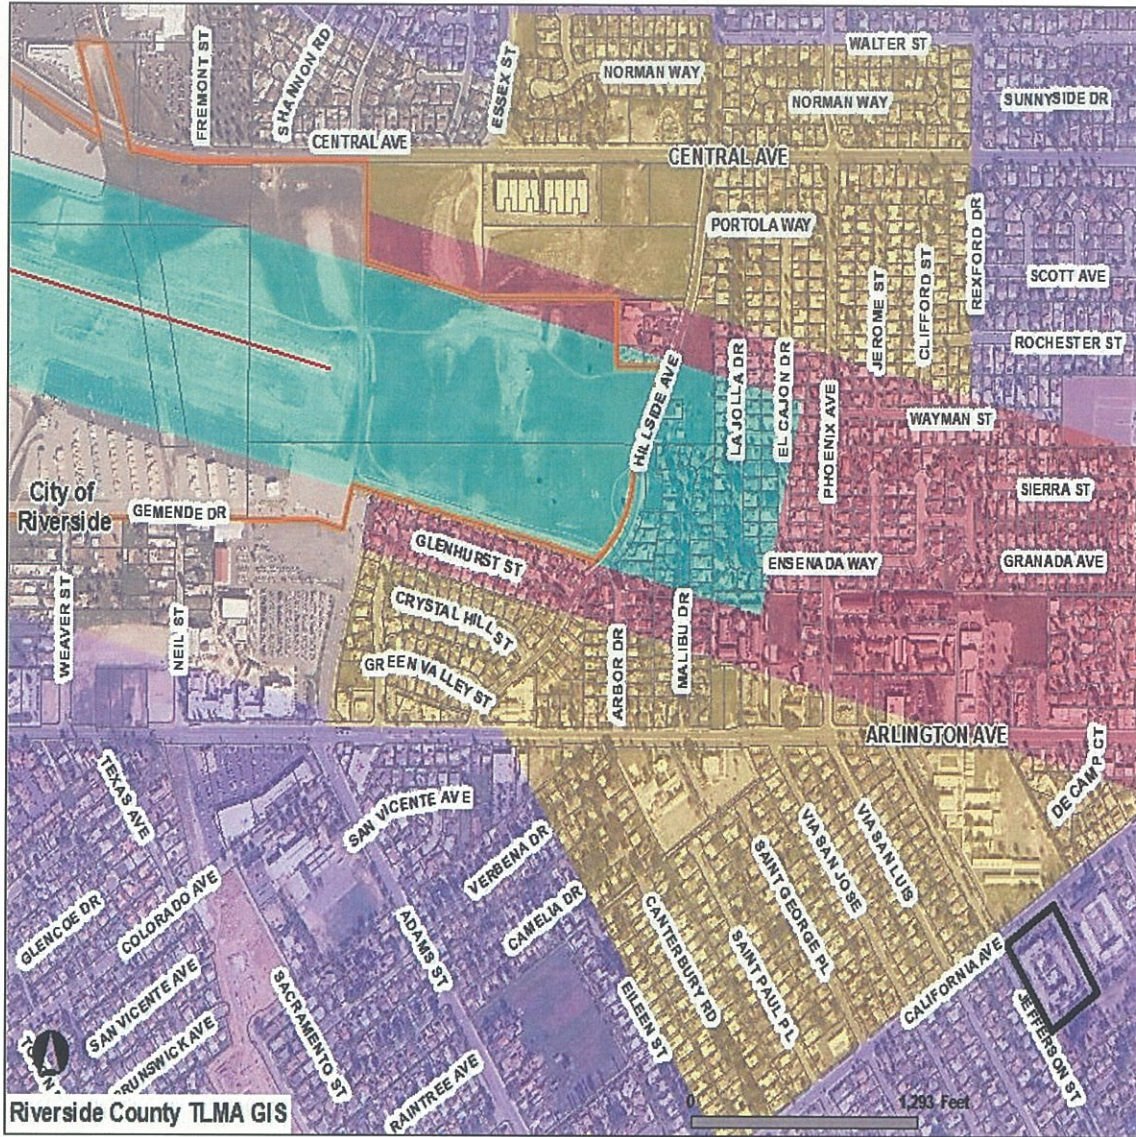 FREMONT ST
SHANNON RD
ESSEX ST
WALTER ST
NORMAN WAY
NORMAN WAY
SUNNYSIDE DR
CENTRAL AVE
CENTRAL AVE
PORTOLA WAY
REXFORD DR
SCOTT AVE
JEROME ST
CLIFFORD ST
ROCHESTER ST
HILLSIDE AVE
LA JOLLA DR
EL CAJON DR
PHOENIX AVE
WAYMAN ST
City of
Riverside
GEMENDE DR
SIERRA ST
GLENHURST ST
ENSENADA WAY
GRANADA AVE
WEAVER ST
NEIL ST
CRYSTAL HILL ST
GREEN VALLEY ST
ARBOR DR
MALIBU DR
ARLINGTON AVE
DE CAMP CT
TEXAS AVE
SAN VICENTE AVE
VERBENA DR
VIA SAN JOSE
VIA SAN LUIS
SAINT GEORGE PL
GLENCOE DR
COLORADO AVE
ADAMS ST
CAMELIA DR
CANTERBURY RD
SAINT PAUL PL
CALIFORNIA AVE
SAN VICENTE AVE
SACRAMENTO ST
EILEEN ST
JEFFERSON ST
BRUNSWICK AVE
RAINTREE AVE
Riverside County TLMA GIS
0 1,293 Feet